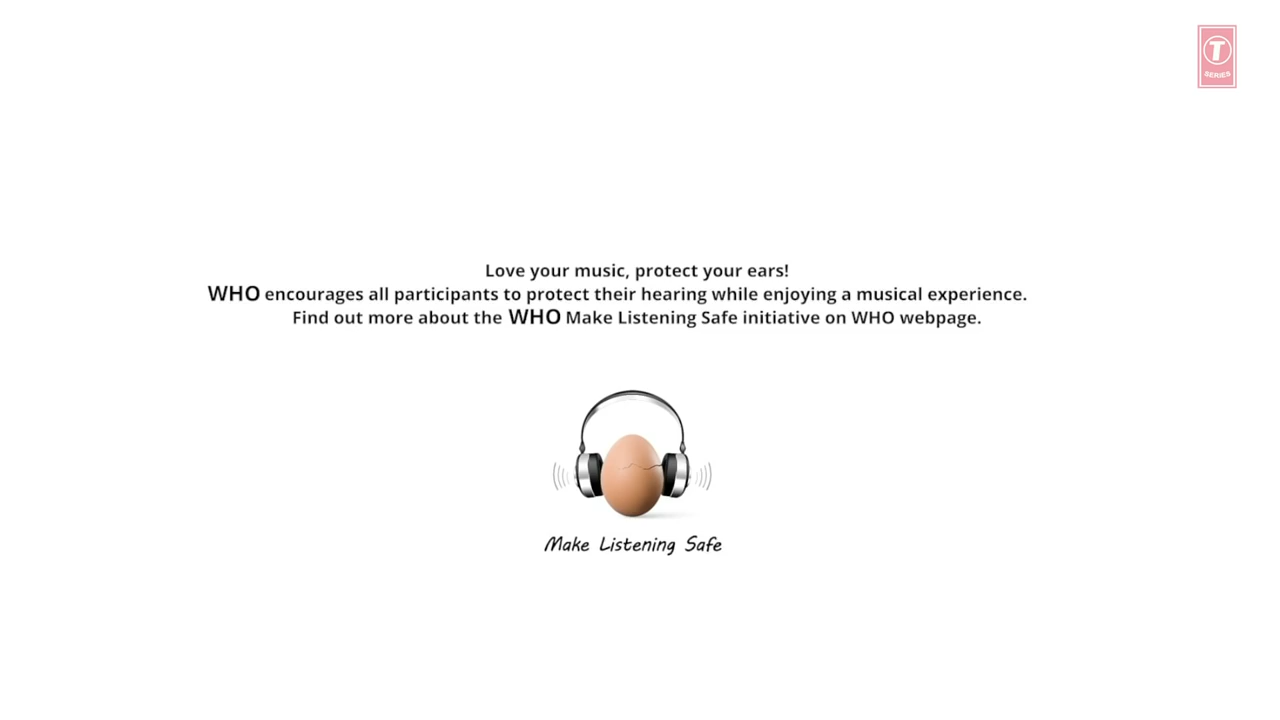 T
SERIES
Love your music, protect your ears!
WHO encourages all participants to protect their hearing while enjoying a musical experience.
Find out more about the WHO Make Listening Safe initiative on WHO webpage.
Make Listening Safe